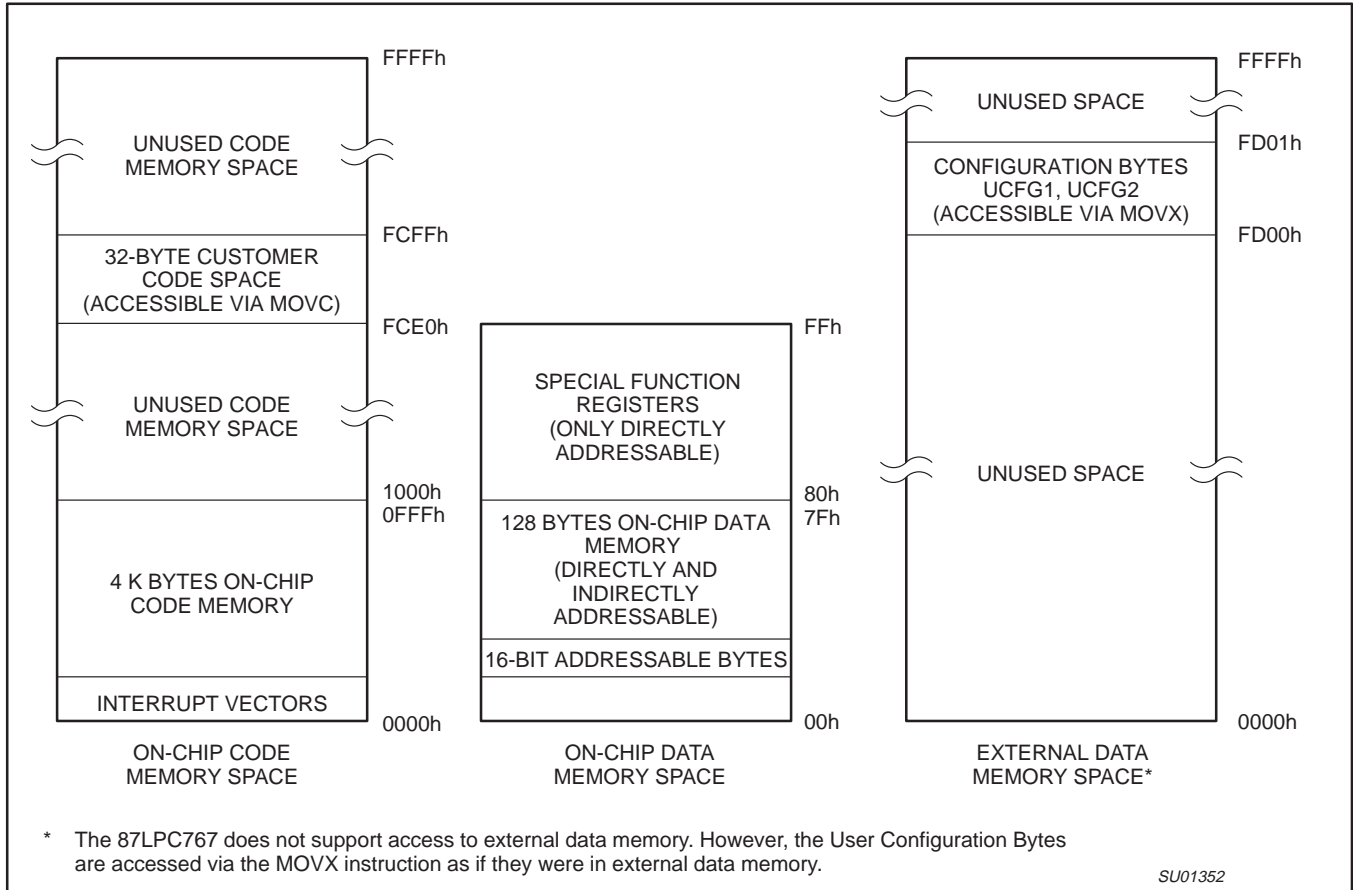 FFFFh
UNUSED CODE
MEMORY SPACE
FCFFh
32-BYTE CUSTOMER
CODE SPACE
(ACCESSIBLE VIA MOVC)
FCE0h
UNUSED CODE
MEMORY SPACE
1000h
0FFFh
4 K BYTES ON-CHIP
CODE MEMORY
INTERRUPT VECTORS
0000h
ON-CHIP CODE
MEMORY SPACE
FFh
SPECIAL FUNCTION
REGISTERS
(ONLY DIRECTLY
ADDRESSABLE)
80h
7Fh
128 BYTES ON-CHIP DATA
MEMORY
(DIRECTLY AND
INDIRECTLY
ADDRESSABLE)
16-BIT ADDRESSABLE BYTES
00h
ON-CHIP DATA
MEMORY SPACE
FFFFh
UNUSED SPACE
FD01h
CONFIGURATION BYTES
UCFG1, UCFG2
(ACCESSIBLE VIA MOVX)
FD00h
UNUSED SPACE
0000h
EXTERNAL DATA
MEMORY SPACE*
* The 87LPC767 does not support access to external data memory. However, the User Configuration Bytes
are accessed via the MOVX instruction as if they were in external data memory.
SU01352